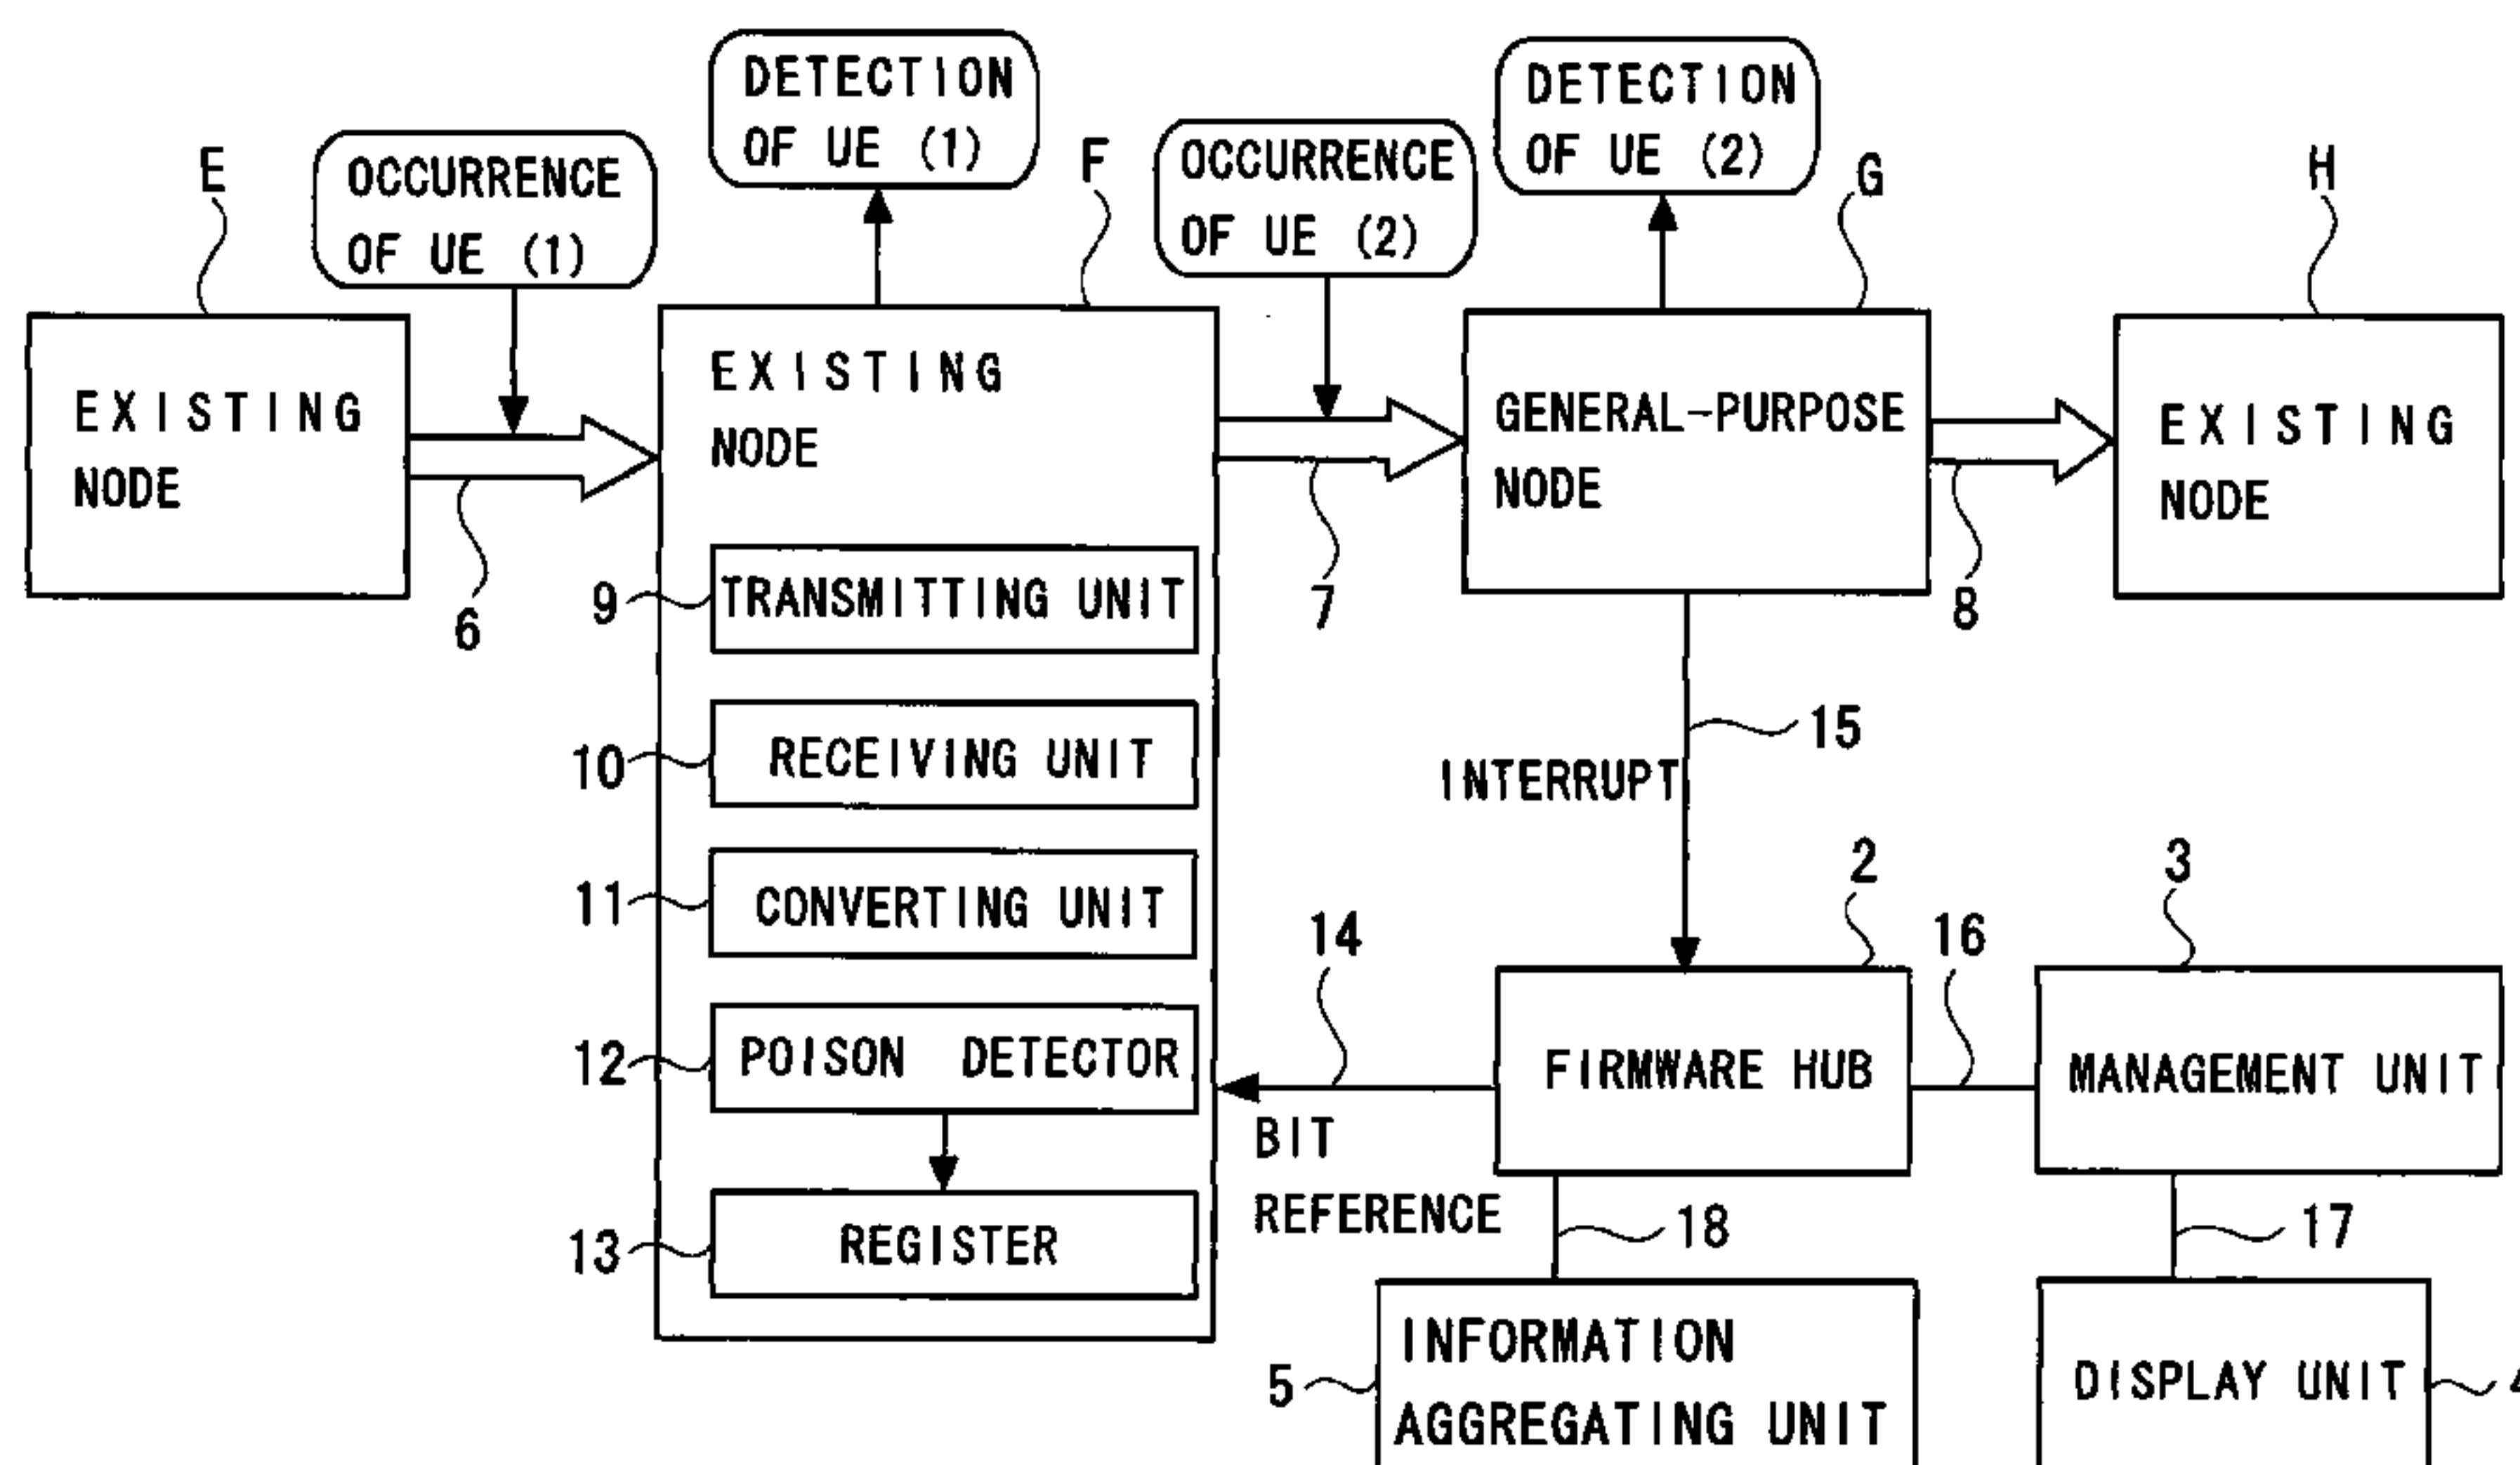 DETECTION
OF UE (1)
DETECTION
OF UE (2)
OCCURRENCE
OF UE (1)
OCCURRENCE
OF UE (2)
E
F
G
H
EXISTING
NODE
EXISTING
NODE
GENERAL-PURPOSE
NODE
EXISTING
NODE
6
7
8
9
TRANSMITTING UNIT
10
RECEIVING UNIT
11
CONVERTING UNIT
12
POISON DETECTOR
13
REGISTER
15
INTERRUPT
2
3
14
16
FIRMWARE HUB
MANAGEMENT UNIT
BIT
REFERENCE
18
17
5
INFORMATION
AGGREGATING UNIT
DISPLAY UNIT